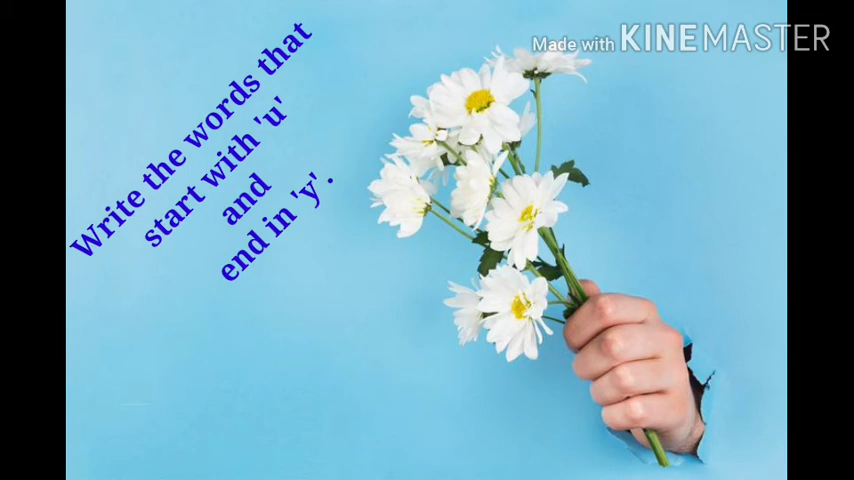 Made with KINEMASTER
Write the words that
start with 'u'
and
end in 'y'.